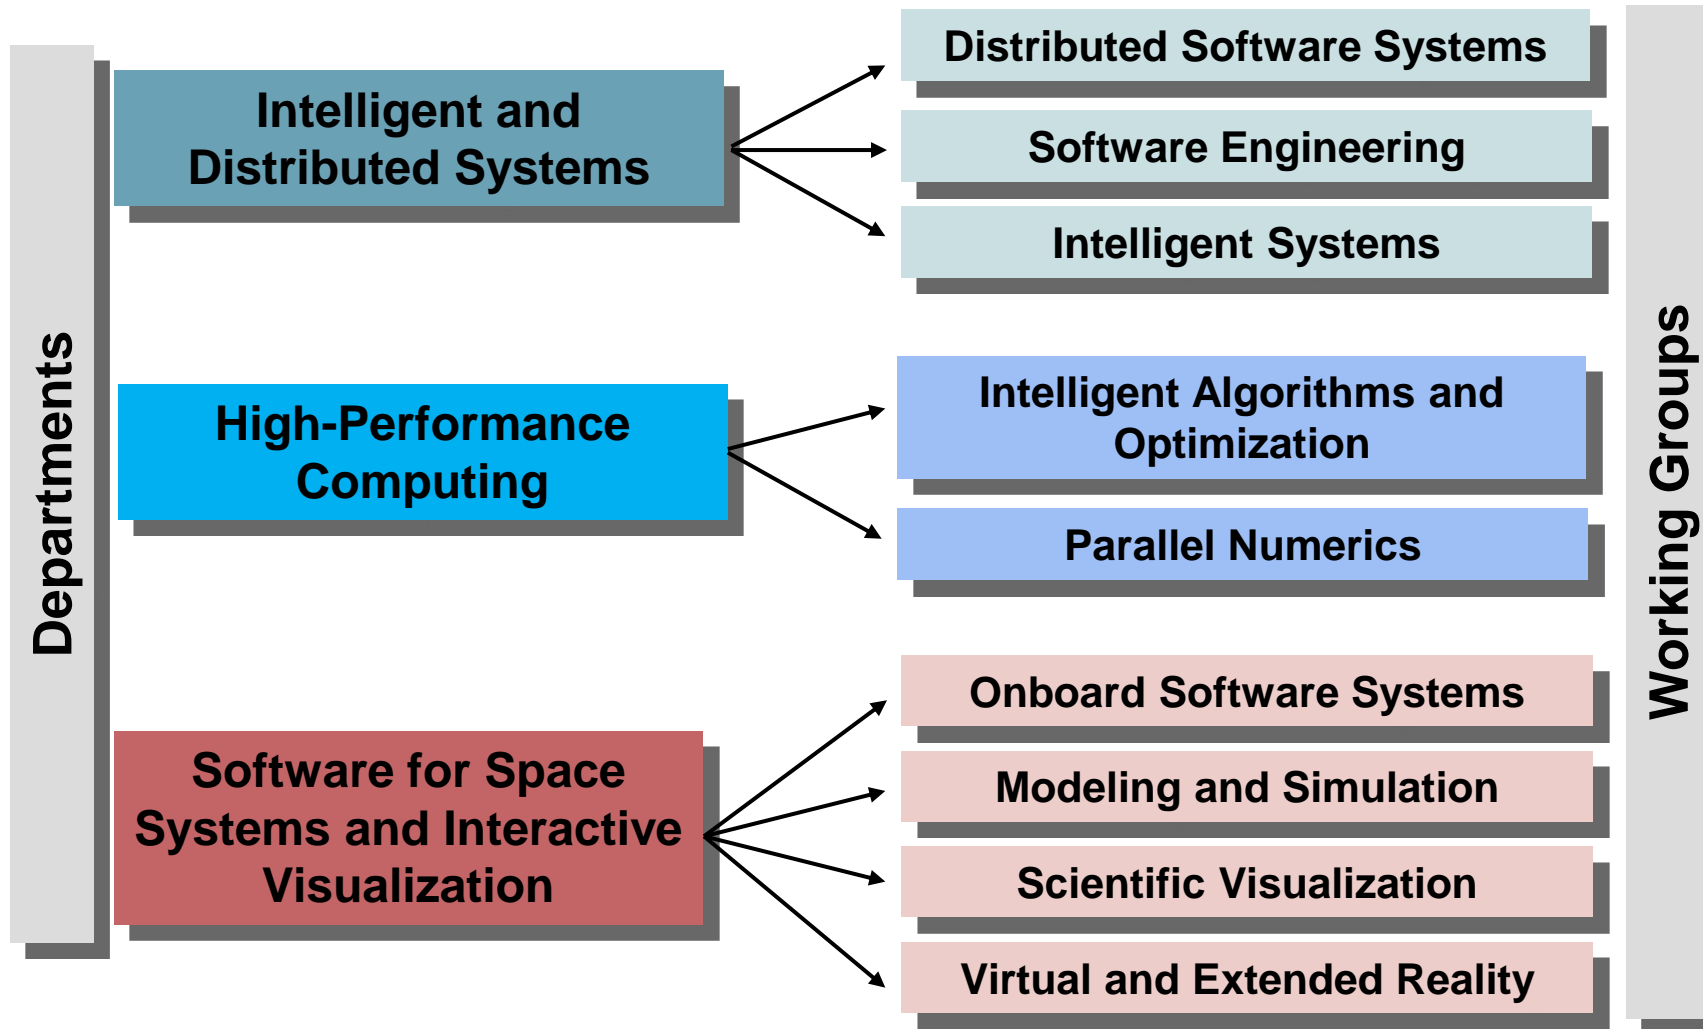 Departments
Intelligent and
Distributed Systems
Distributed Software Systems
Software Engineering
Intelligent Systems
High-Performance
Computing
Intelligent Algorithms and
Optimization
Parallel Numerics
Software for Space
Systems and Interactive
Visualization
Onboard Software Systems
Modeling and Simulation
Scientific Visualization
Virtual and Extended Reality
Working Groups